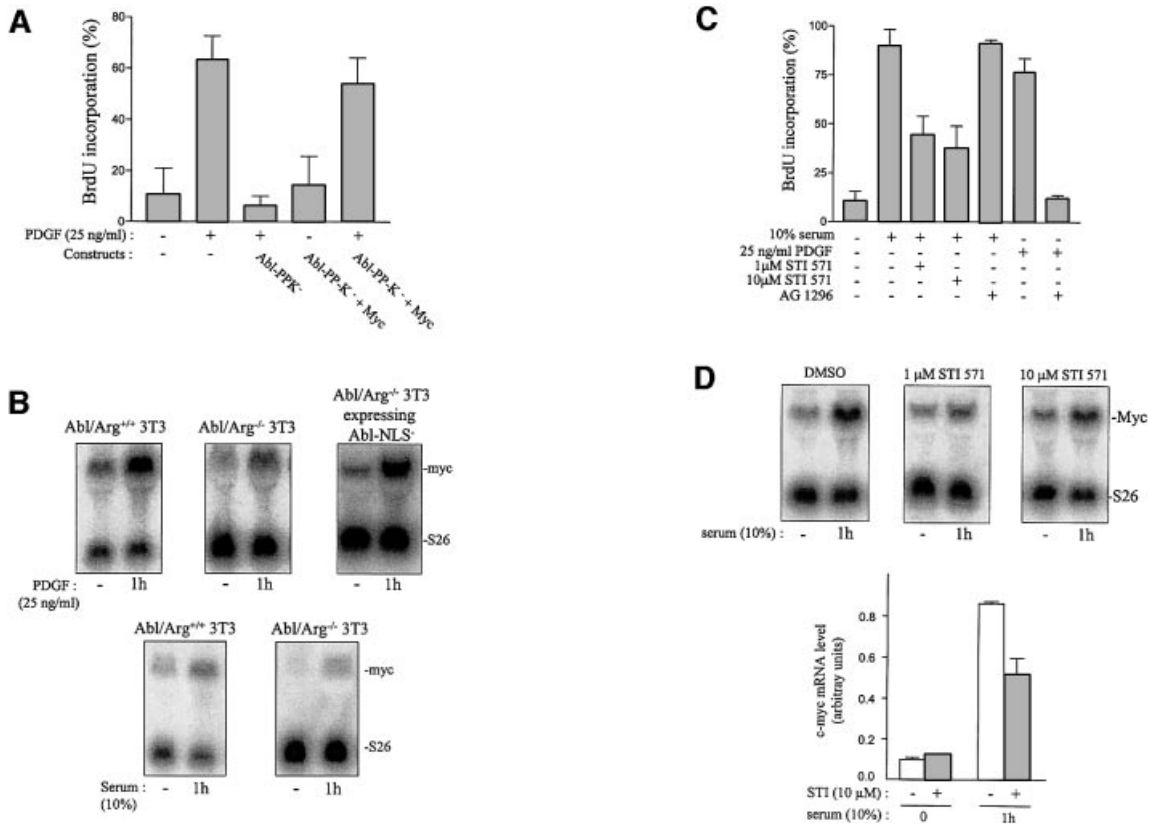 A
BrdU incorporation (%)
80
60
40
20
0
PDGF (25 ng/ml) : - + + - +
Constructs : - -
Abl-PPK-
Abl-PP-K- + Myc
Abl-PP-K- + Myc
B
Abl/Arg+/+ 3T3
Abl/Arg-/- 3T3
Abl/Arg-/- 3T3
expressing
Abl-NLS-
-myc
-S26
- 1h - 1h - 1h
PDGF :
(25 ng/ml)
Abl/Arg+/+ 3T3
Abl/Arg-/- 3T3
-myc
-S26
Serum : - 1h - 1h
(10%)
C
BrdU incorporation (%)
100
75
50
25
0
10% serum - + + + + - -
25 ng/ml PDGF - - - - - + +
1μM STI 571 - - + - - - -
10μM STI 571 - - - + - - -
AG 1296 - - - - + - +
D
DMSO
1 μM STI 571
10 μM STI 571
-Myc
-S26
serum (10%) - 1h - 1h - 1h
c-myc mRNA level
(arbitray units)
0.8
0.6
0.4
0.2
0.0
STI (10 μM) : - + - +
serum (10%) : 0 1h